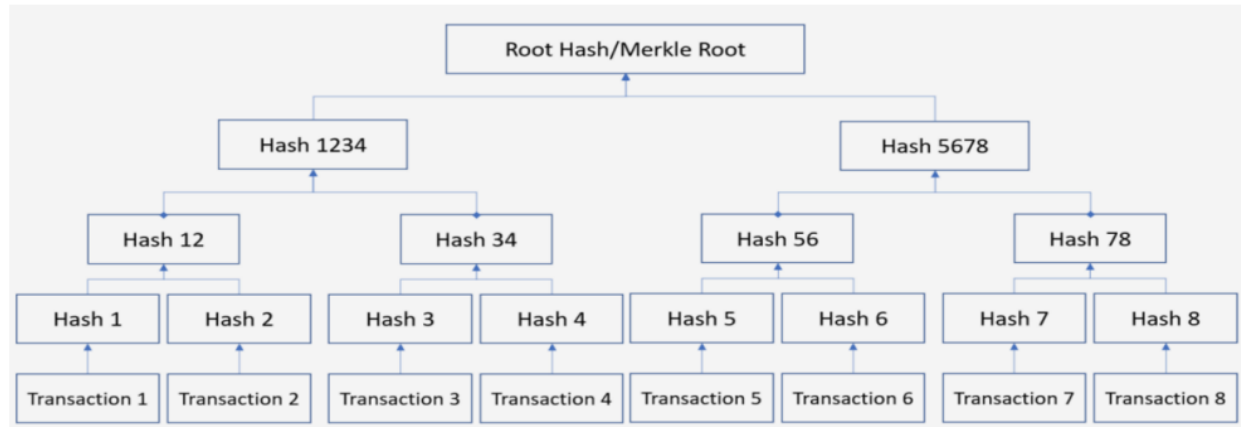 Root Hash/Merkle Root
Hash 1234
Hash 5678
Hash 12
Hash 34
Hash 56
Hash 78
Hash 1
Hash 2
Hash 3
Hash 4
Hash 5
Hash 6
Hash 7
Hash 8
Transaction 1
Transaction 2
Transaction 3
Transaction 4
Transaction 5
Transaction 6
Transaction 7
Transaction 8